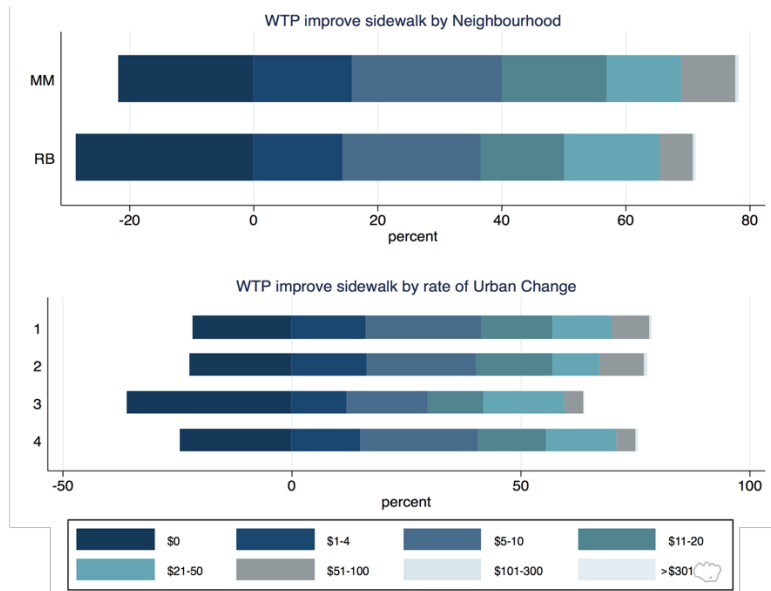 WTP improve sidewalk by Neighbourhood
MM
RB
-20 0 20 40 60 80
percent
WTP improve sidewalk by rate of Urban Change
1
2
3
4
-50 0 50 100
percent
$0 $1-4 $5-10 $11-20
$21-50 $51-100 $101-300 >$301